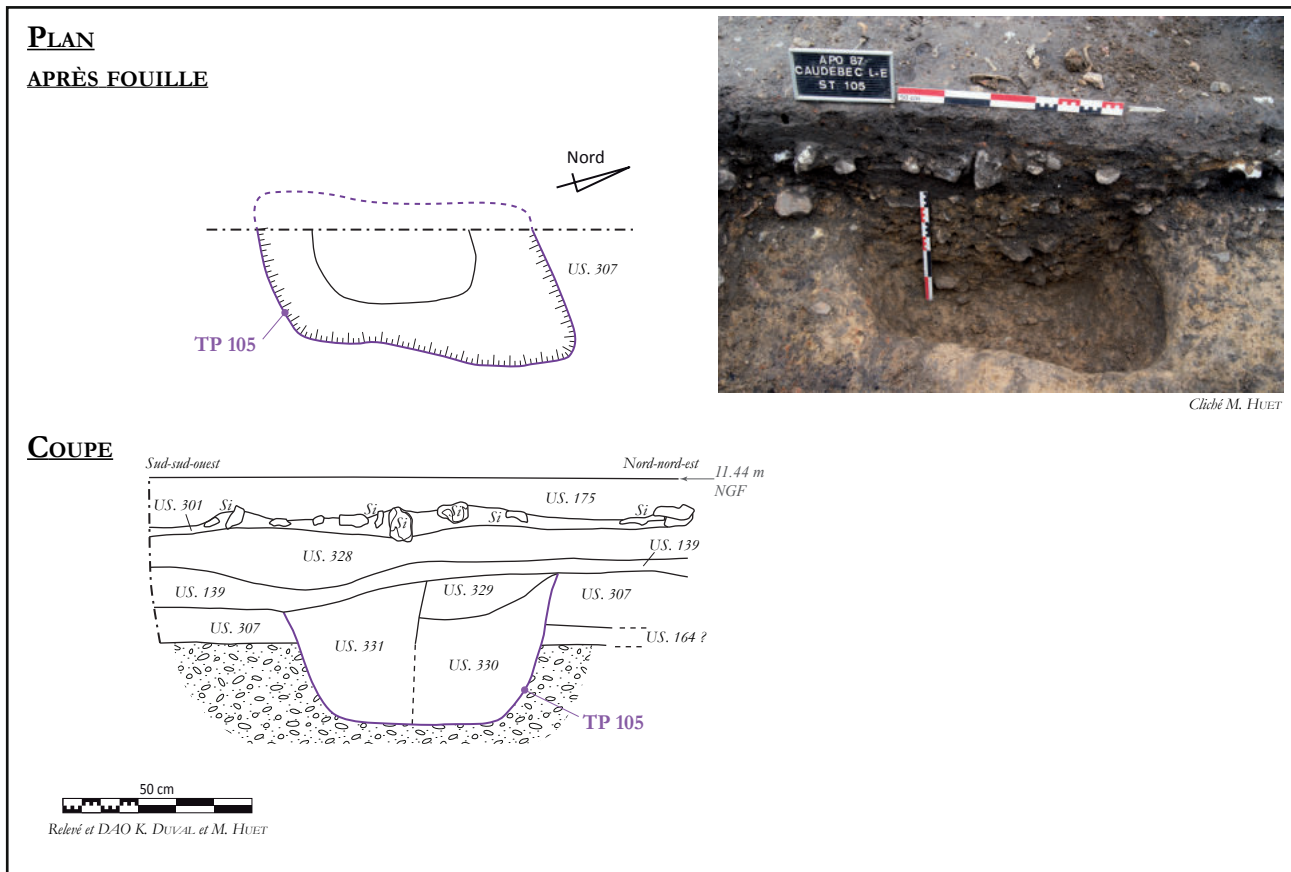 PLAN
APRÈS FOUILLE
Nord
US. 307
TP 105
APO 87
CAUDEBEC L-E
ST 105
50 cm
Cliché M. HUET
COUPE
Sud-sud-ouest
Nord-nord-est
11.44 m
NGF
US. 301
Si
Si
Si
Si
Si
US. 175
Si
US. 328
US. 139
US. 139
US. 329
US. 307
US. 307
US. 331
US. 330
US. 164 ?
TP 105
50 cm
Relevé et DAO K. DUVAL et M. HUET